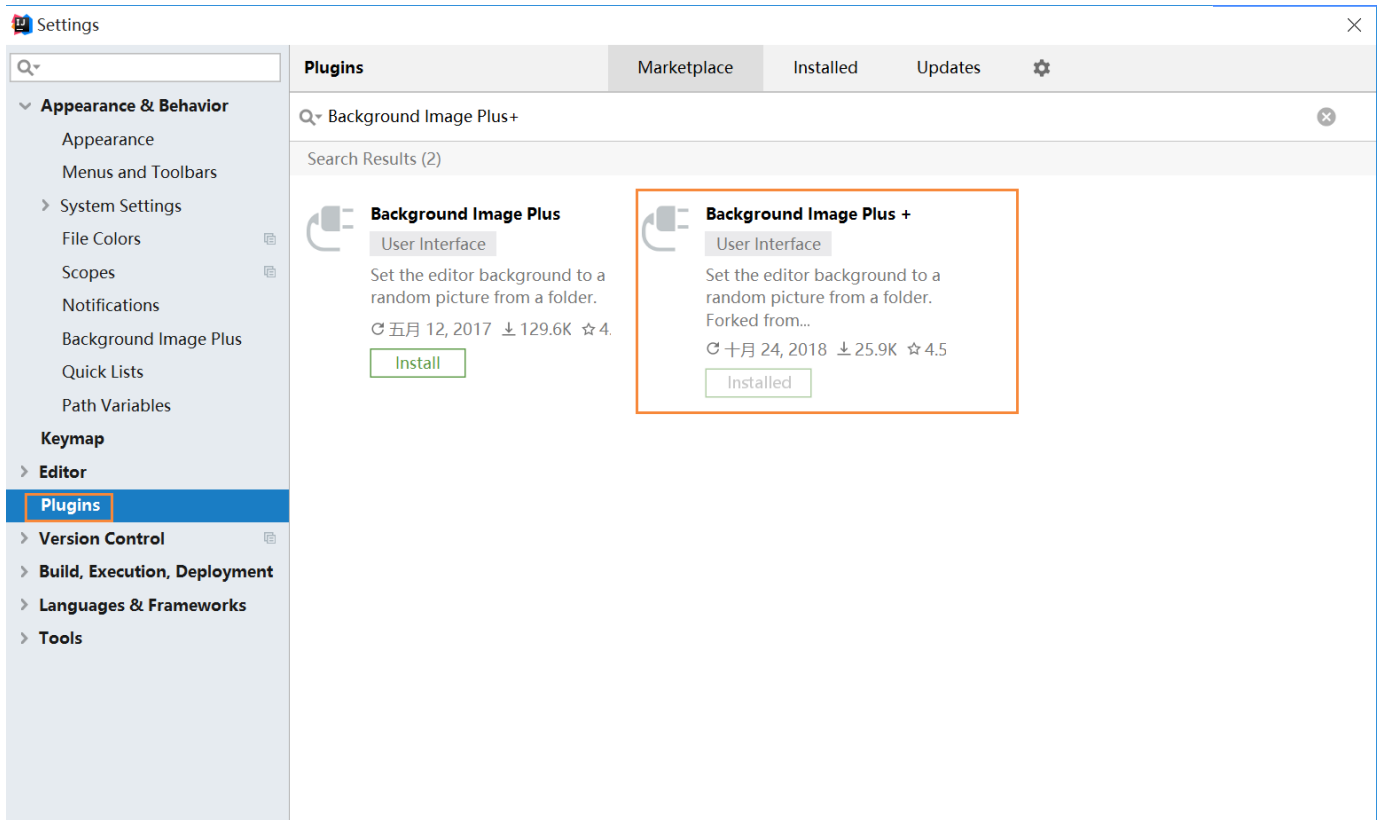 Settings
Plugins
Marketplace
Installed
Updates
Appearance & Behavior
Appearance
Menus and Toolbars
System Settings
File Colors
Scopes
Notifications
Background Image Plus
Quick Lists
Path Variables
Keymap
Editor
Plugins
Version Control
Build, Execution, Deployment
Languages & Frameworks
Tools
Background Image Plus+
Search Results (2)
Background Image Plus
User Interface
Set the editor background to a
random picture from a folder.
五月 12, 2017 129.6K 4.
Install
Background Image Plus +
User Interface
Set the editor background to a
random picture from a folder.
Forked from...
十月 24, 2018 25.9K 4.5
Installed